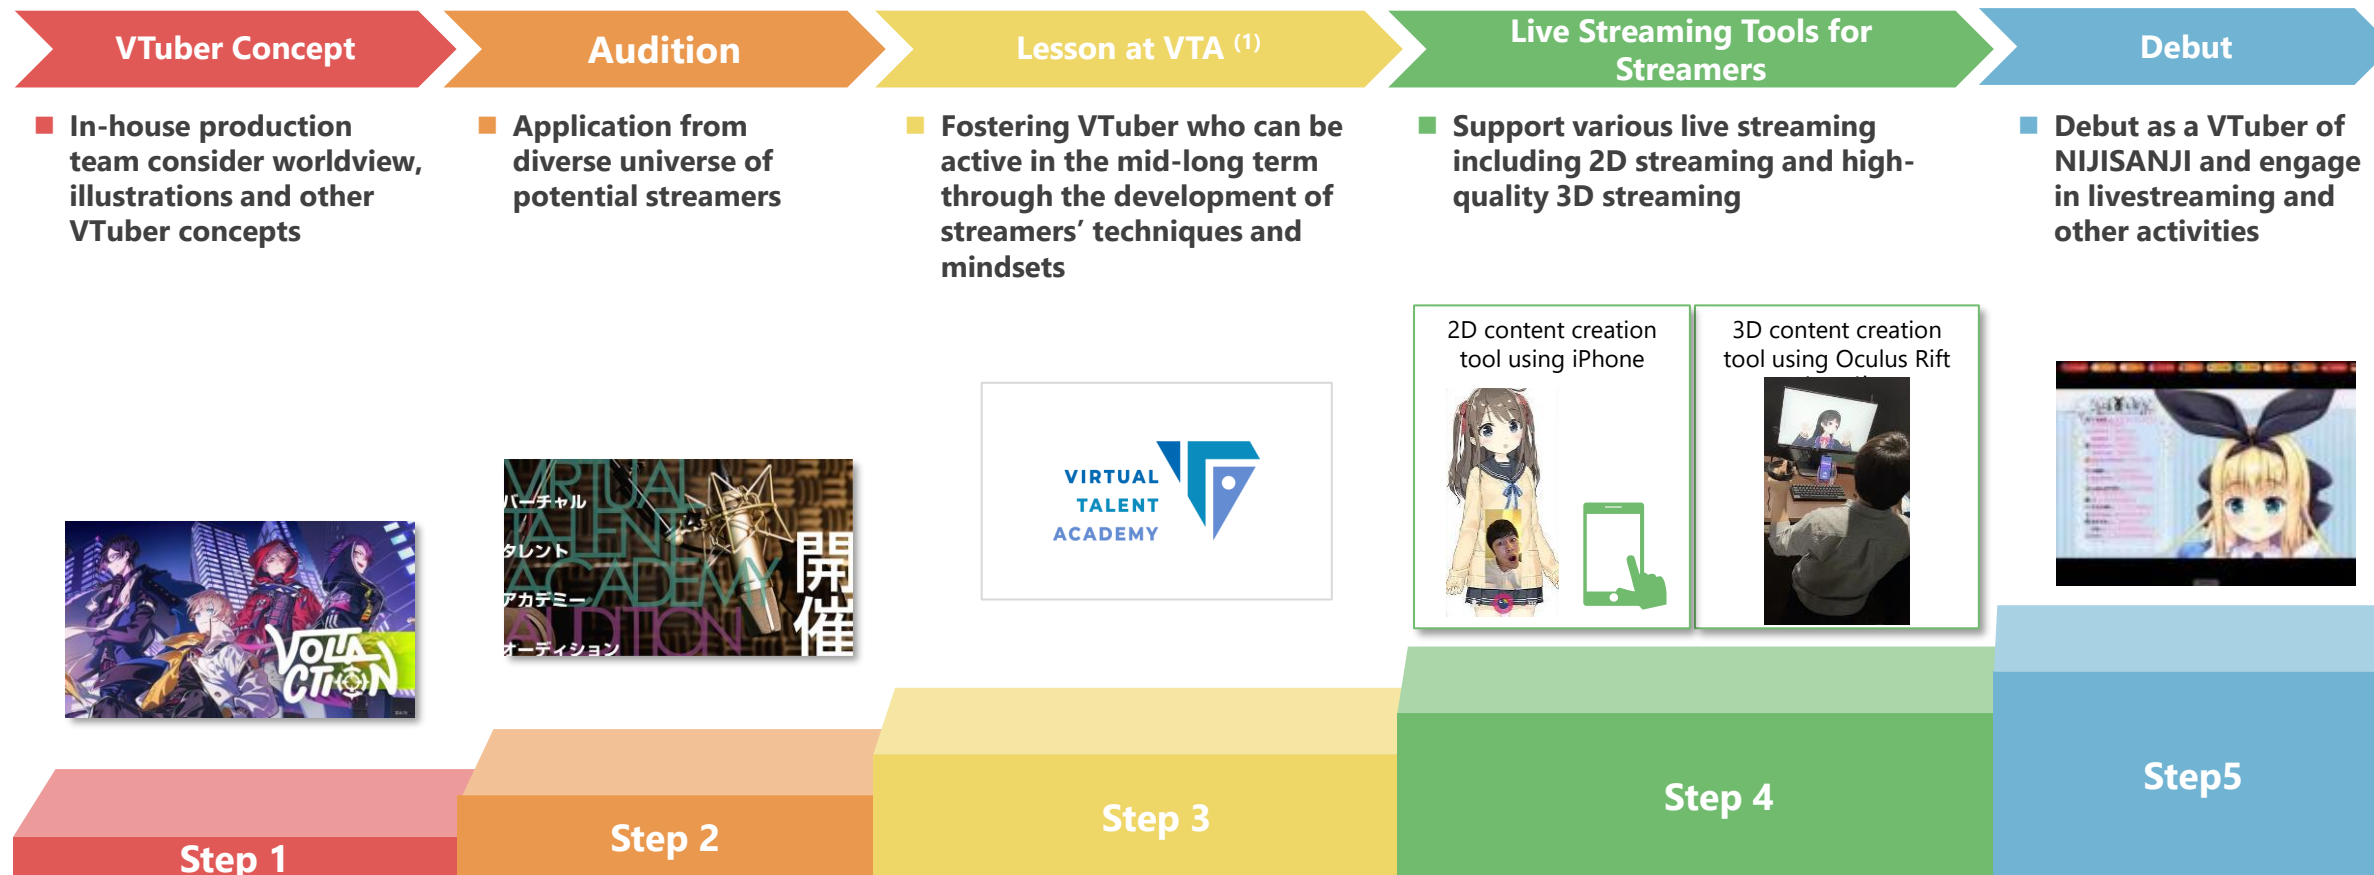 VTuber Concept
Audition
Lesson at VTA (1)
Live Streaming Tools for
Streamers
Debut
■ In-house production
team consider worldview,
illustrations and other
VTuber concepts
■ Application from
diverse universe of
potential streamers
■ Fostering VTuber who can be
active in the mid-long term
through the development of
streamers’ techniques and
mindsets
■ Support various live streaming
including 2D streaming and high-
quality 3D streaming
■ Debut as a VTuber of
NIJISANJI and engage
in livestreaming and
other activities
VOLTA
CTION
VIRTUAL
バーチャル
TALENT
タレント
ACADEMY
アカデミー
AUDITION
オーディション
開催
VIRTUAL
TALENT
ACADEMY
2D content creation
tool using iPhone
3D content creation
tool using Oculus Rift
Step 1
Step 2
Step 3
Step 4
Step5